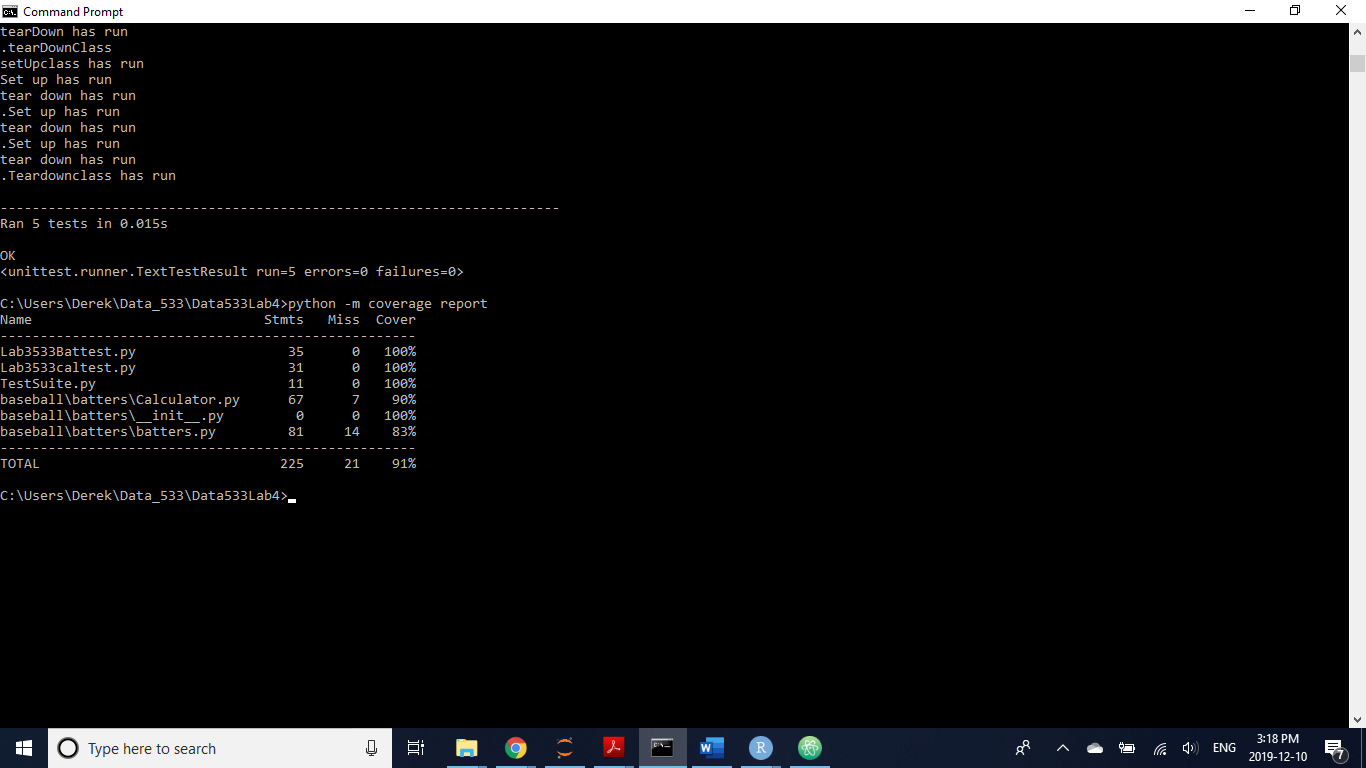 Command Prompt
tearDown has run
.tearDownClass
setUpclass has run
Set up has run
tear down has run
.Set up has run
tear down has run
.Set up has run
tear down has run
.Teardownclass has run
----------------------------------------------------------------------
Ran 5 tests in 0.015s
OK
<unittest.runner.TextTestResult run=5 errors=0 failures=0>
C:\Users\Derek\Data_533\Data533Lab4>python -m coverage report
Name                             Stmts   Miss  Cover
----------------------------------------------------
Lab3533Battest.py                   35      0   100%
Lab3533caltest.py                   31      0   100%
TestSuite.py                        11      0   100%
baseball\batters\Calculator.py      67      7    90%
baseball\batters\__init__.py         0      0   100%
baseball\batters\batters.py         81     14    83%
----------------------------------------------------
TOTAL                              225     21    91%
C:\Users\Derek\Data_533\Data533Lab4>
Type here to search
ENG
3:18 PM
2019-12-10
7